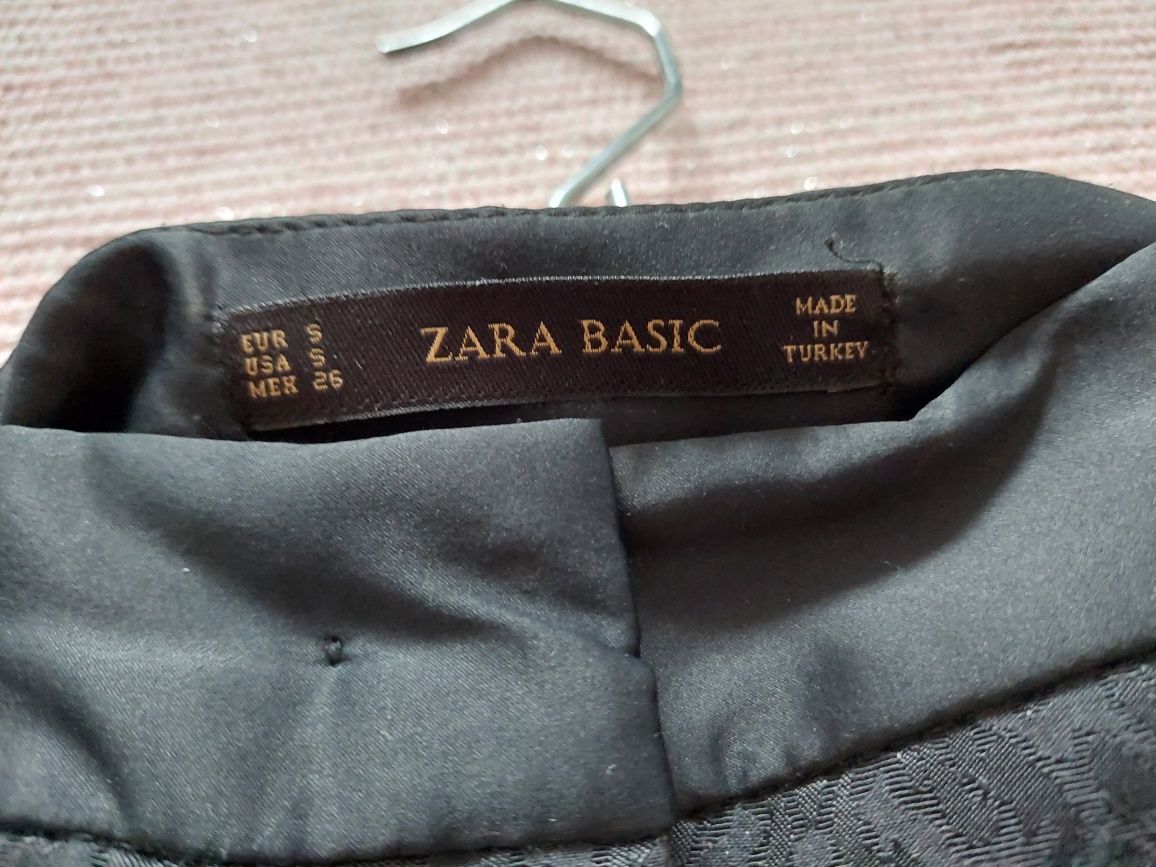 EUR S
USA S
MEX 26
ZARA BASIC
MADE
IN
TURKEY